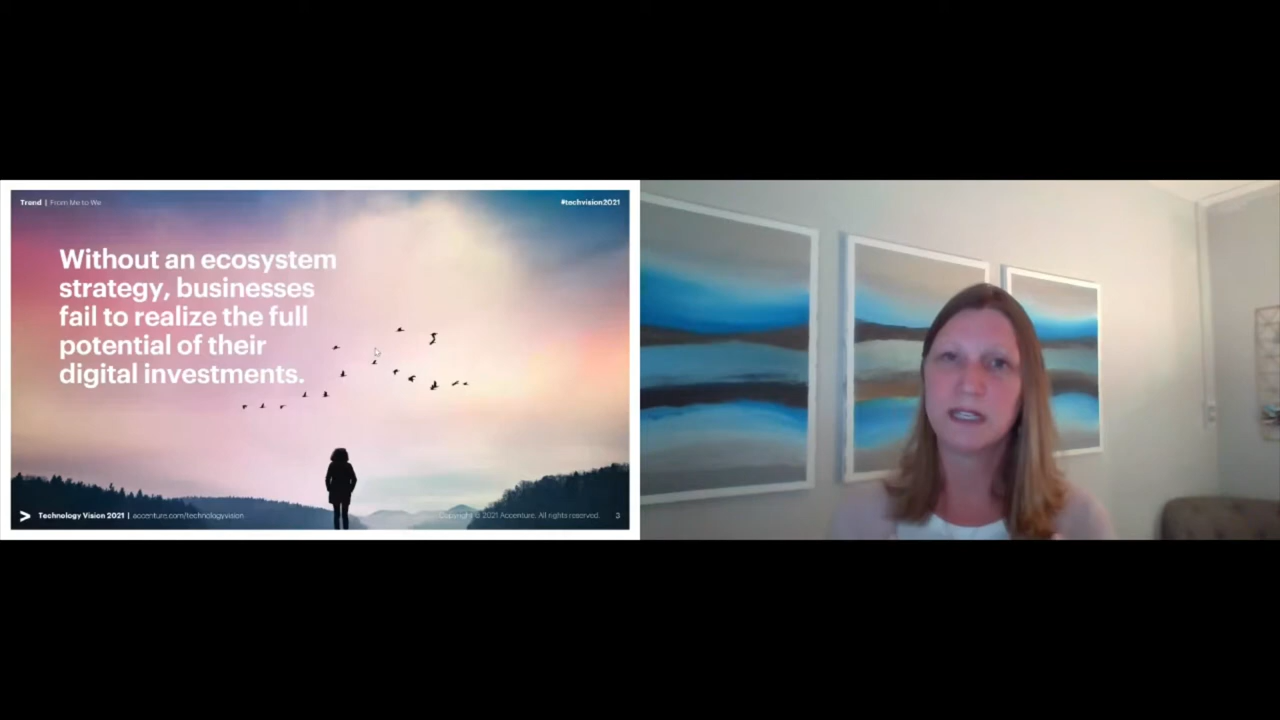 Trend | From Me to We
#techvision2021
Without an ecosystem
strategy, businesses
fail to realize the full
potential of their
digital investments.
Technology Vision 2021 | accenture.com/technologyvision
Copyright © 2021 Accenture. All rights reserved.
3